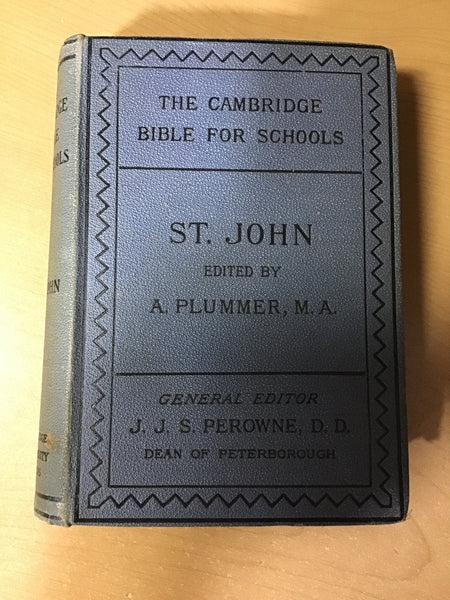 THE CAMBRIDGE
BIBLE FOR SCHOOLS
ST. JOHN
EDITED BY
A. PLUMMER, M. A.
GENERAL EDITOR
J. J. S. PEROWNE, D. D.
DEAN OF PETERBOROUGH